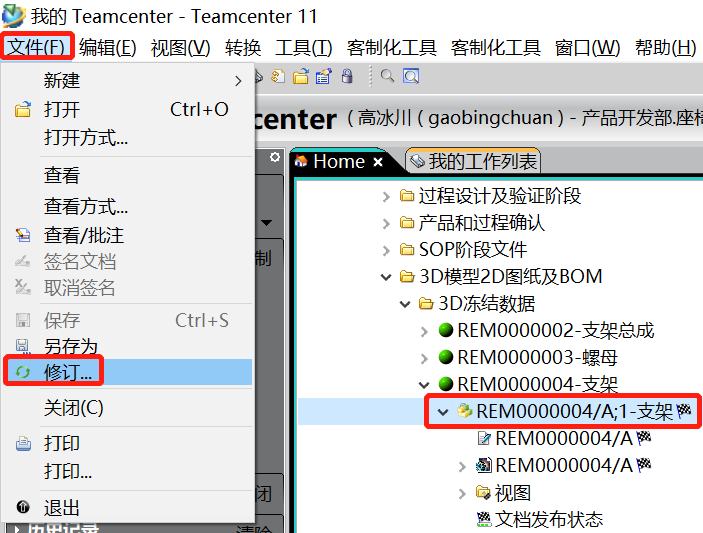 我的 Teamcenter - Teamcenter 11
文件(F) 编辑(E) 视图(V) 转换 工具(T) 客制化工具 客制化工具 窗口(W) 帮助(H)
center ( 高冰川 ( gaobingchuan ) - 产品开发部.座椅
新建
打开 Ctrl+O
打开方式...
查看
查看方式...
查看/批注
签名文档
取消签名
保存 Ctrl+S
另存为
修订...
关闭(C)
打印
打印...
退出
制
闭
历史记录 清除
Home 我的工作列表
过程设计及验证阶段
产品和过程确认
SOP阶段文件
3D模型2D图纸及BOM
3D冻结数据
REM0000002-支架总成
REM0000003-螺母
REM0000004-支架
REM0000004/A;1-支架
REM0000004/A
REM0000004/A
视图
文档发布状态